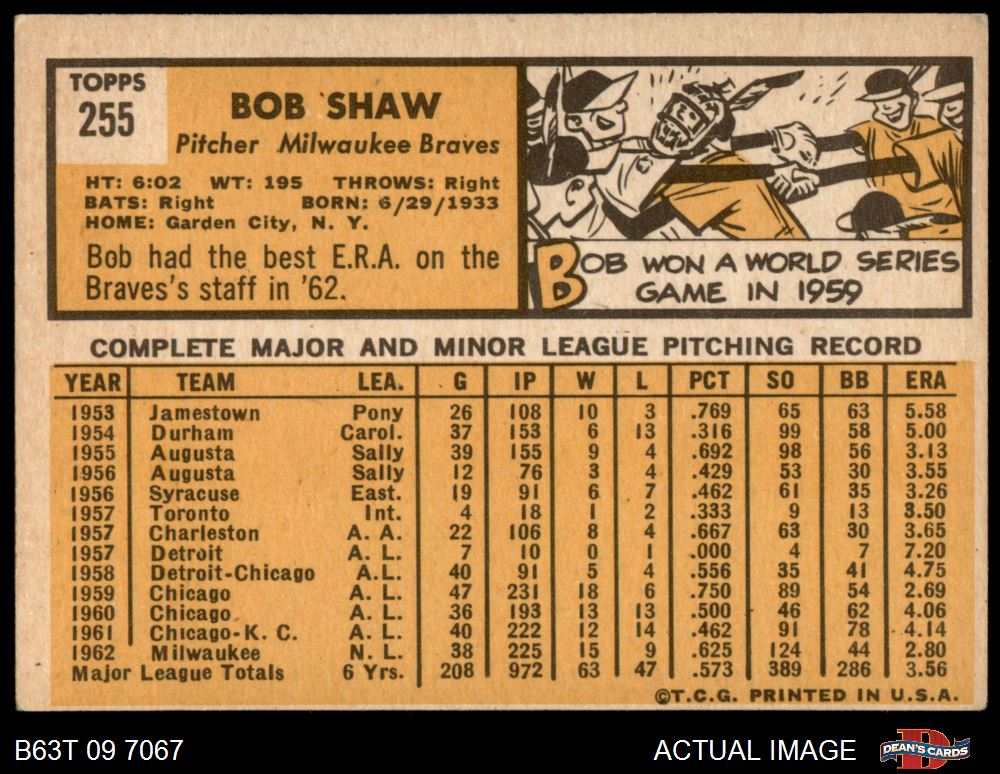 TOPPS
255
BOB SHAW
Pitcher Milwaukee Braves
HT: 6:02 WT: 195 THROWS: Right
BATS: Right BORN: 6/29/1933
HOME: Garden City, N. Y.
Bob had the best E.R.A. on the
Braves's staff in '62.
BOB WON A WORLD SERIES
GAME IN 1959
COMPLETE MAJOR AND MINOR LEAGUE PITCHING RECORD
YEAR TEAM LEA. G IP W L PCT SO BB ERA
1953 Jamestown Pony 26 108 10 3 .769 65 63 5.58
1954 Durham Carol. 37 153 6 13 .316 99 58 5.00
1955 Augusta Sally 39 155 9 4 .692 98 56 3.13
1956 Augusta Sally 12 76 3 4 .429 53 30 3.55
1956 Syracuse East. 19 91 6 7 .462 61 35 3.26
1957 Toronto Int. 4 18 1 2 .333 9 13 3.50
1957 Charleston A. A. 22 106 8 4 .667 63 30 3.65
1957 Detroit A. L. 7 10 0 1 .000 4 7 7.20
1958 Detroit-Chicago A.L. 40 91 5 4 .556 35 41 4.75
1959 Chicago A. L. 47 231 18 6 .750 89 54 2.69
1960 Chicago A. L. 36 193 13 13 .500 46 62 4.06
1961 Chicago-K. C. A. L. 40 222 12 14 .462 91 78 4.14
1962 Milwaukee N. L. 38 225 15 9 .625 124 44 2.80
Major League Totals 6 Yrs. 208 972 63 47 .573 389 286 3.56
©T.C.G. PRINTED IN U.S.A.
B63T 09 7067
ACTUAL IMAGE
DEAN'S CARDS